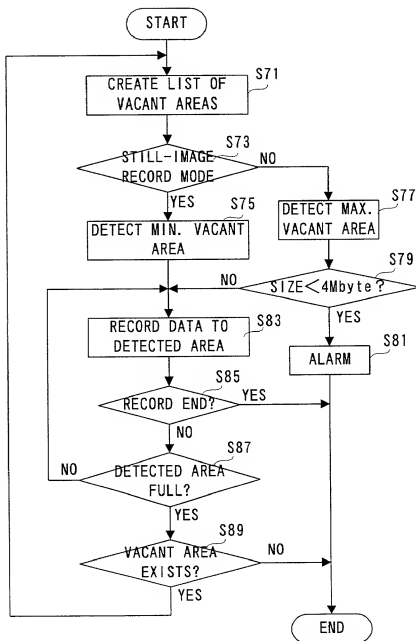 START
S71
CREATE LIST OF
VACANT AREAS
S73
STILL-IMAGE
RECORD MODE
NO
YES
S75
S77
DETECT MIN. VACANT
AREA
DETECT MAX.
VACANT AREA
S79
NO
SIZE<4Mbyte?
YES
S83
RECORD DATA TO
DETECTED AREA
S81
ALARM
S85
RECORD END?
YES
NO
S87
NO
DETECTED AREA
FULL?
YES
S89
VACANT AREA
EXISTS?
NO
YES
END